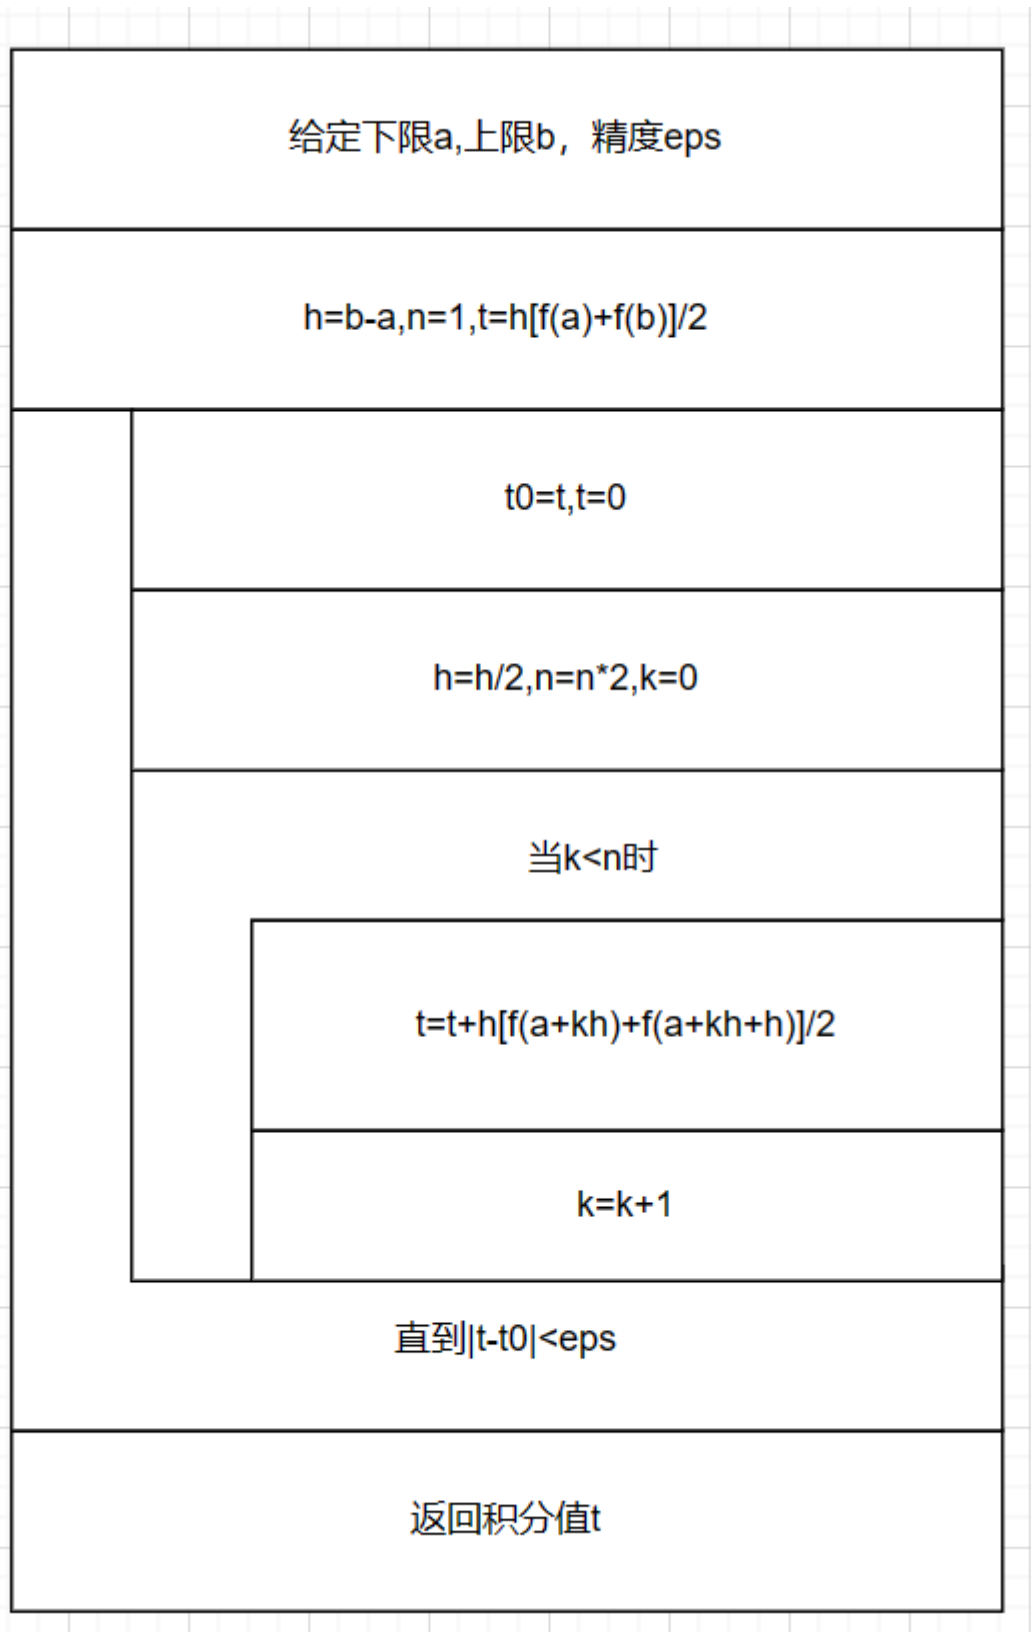 给定下限a,上限b，精度eps
h=b-a,n=1,t=h[f(a)+f(b)]/2
t0=t,t=0
h=h/2,n=n*2,k=0
当k<n时
t=t+h[f(a+kh)+f(a+kh+h)]/2
k=k+1
直到|t-t0|<eps
返回积分值t